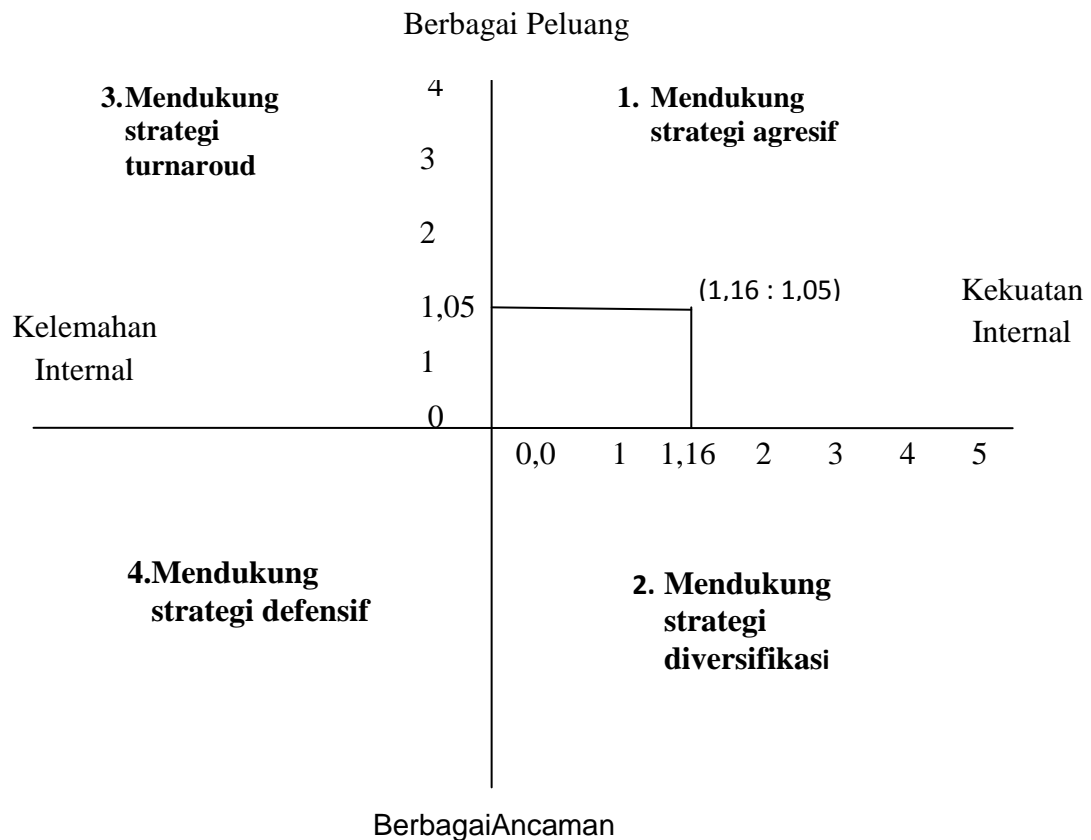 Berbagai Peluang
3.Mendukung
strategi
turnaroud
4
3
2
1,05
1
0
1. Mendukung
strategi agresif
(1,16 : 1,05)
Kekuatan
Internal
Kelemahan
Internal
0,0 1 1,16 2 3 4 5
4.Mendukung
strategi defensif
2. Mendukung
strategi
diversifikasi
BerbagaiAncaman